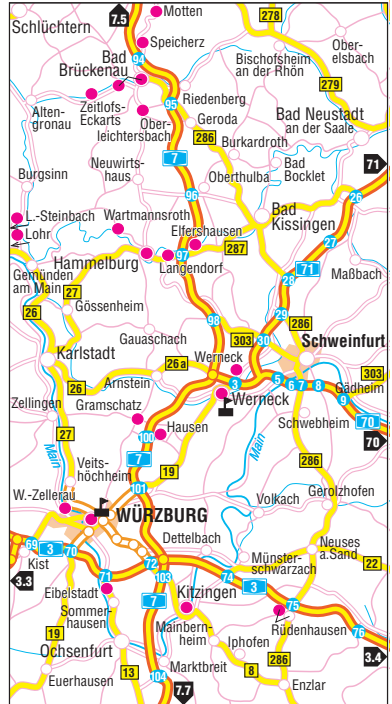 Motten
278
Schlüchtern
7.5
Speicherz
Ober-
elsbach
Bad
Brückenau
94
Bischofsheim
an der Rhön
279
Zeitlofs-
Eckarts
95
Riedenberg
Alten-
gronau
Ober-
leichtersbach
Geroda
Bad Neustadt
an der Saale
286
7
Burkardroth
71
Neuwirts-
haus
Bad
Bocklet
Burgsinn
Oberthulba
96
26
L.-Steinbach
Wartmannsroth
Bad
Kissingen
Lohr
Elfershausen
27
287
97
Hammelburg
Langendorf
Gemünden
am Main
71
Maßbach
28
27
26
Gössenheim
29
98
286
Gauaschach
303
30
Schweinfurt
Karlstadt
26a
Werneck
303
3
5
6
7
8
26
Arnstein
Gädheim
9
Zellingen
Gramschatz
Werneck
70
Schwebheim
Hausen
100
70
27
Main
Main
7
19
286
Veits-
höchheim
101
Gerolzhofen
W.-Zellerau
Volkach
WÜRZBURG
69
Dettelbach
3
70
Neuses
a.Sand
Kist
72
Münster-
schwarzach
22
3.3
71
103
74
3
Eibelstadt
Kitzingen
75
7
Sommer-
hausen
Rüdenhausen
76
19
Mainbernheim
Iphofen
3.4
Ochsenfurt
286
Marktbreit
8
13
104
Euerhausen
7.7
Enzlar